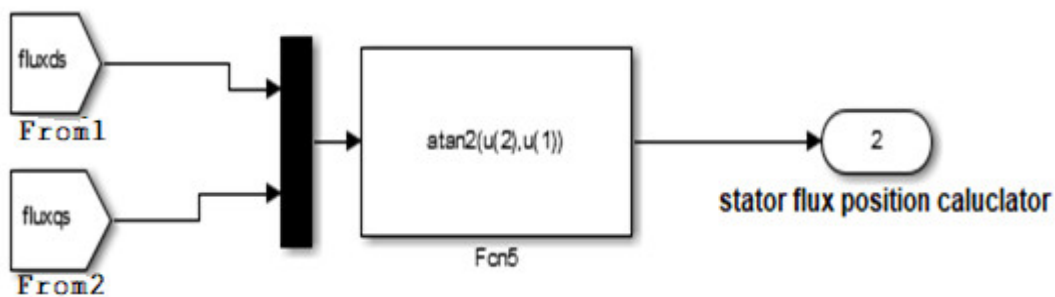 fluxds
From1
fluxqs
From2
atan2(u(2),u(1))
Fcn5
2
stator flux position caluclator